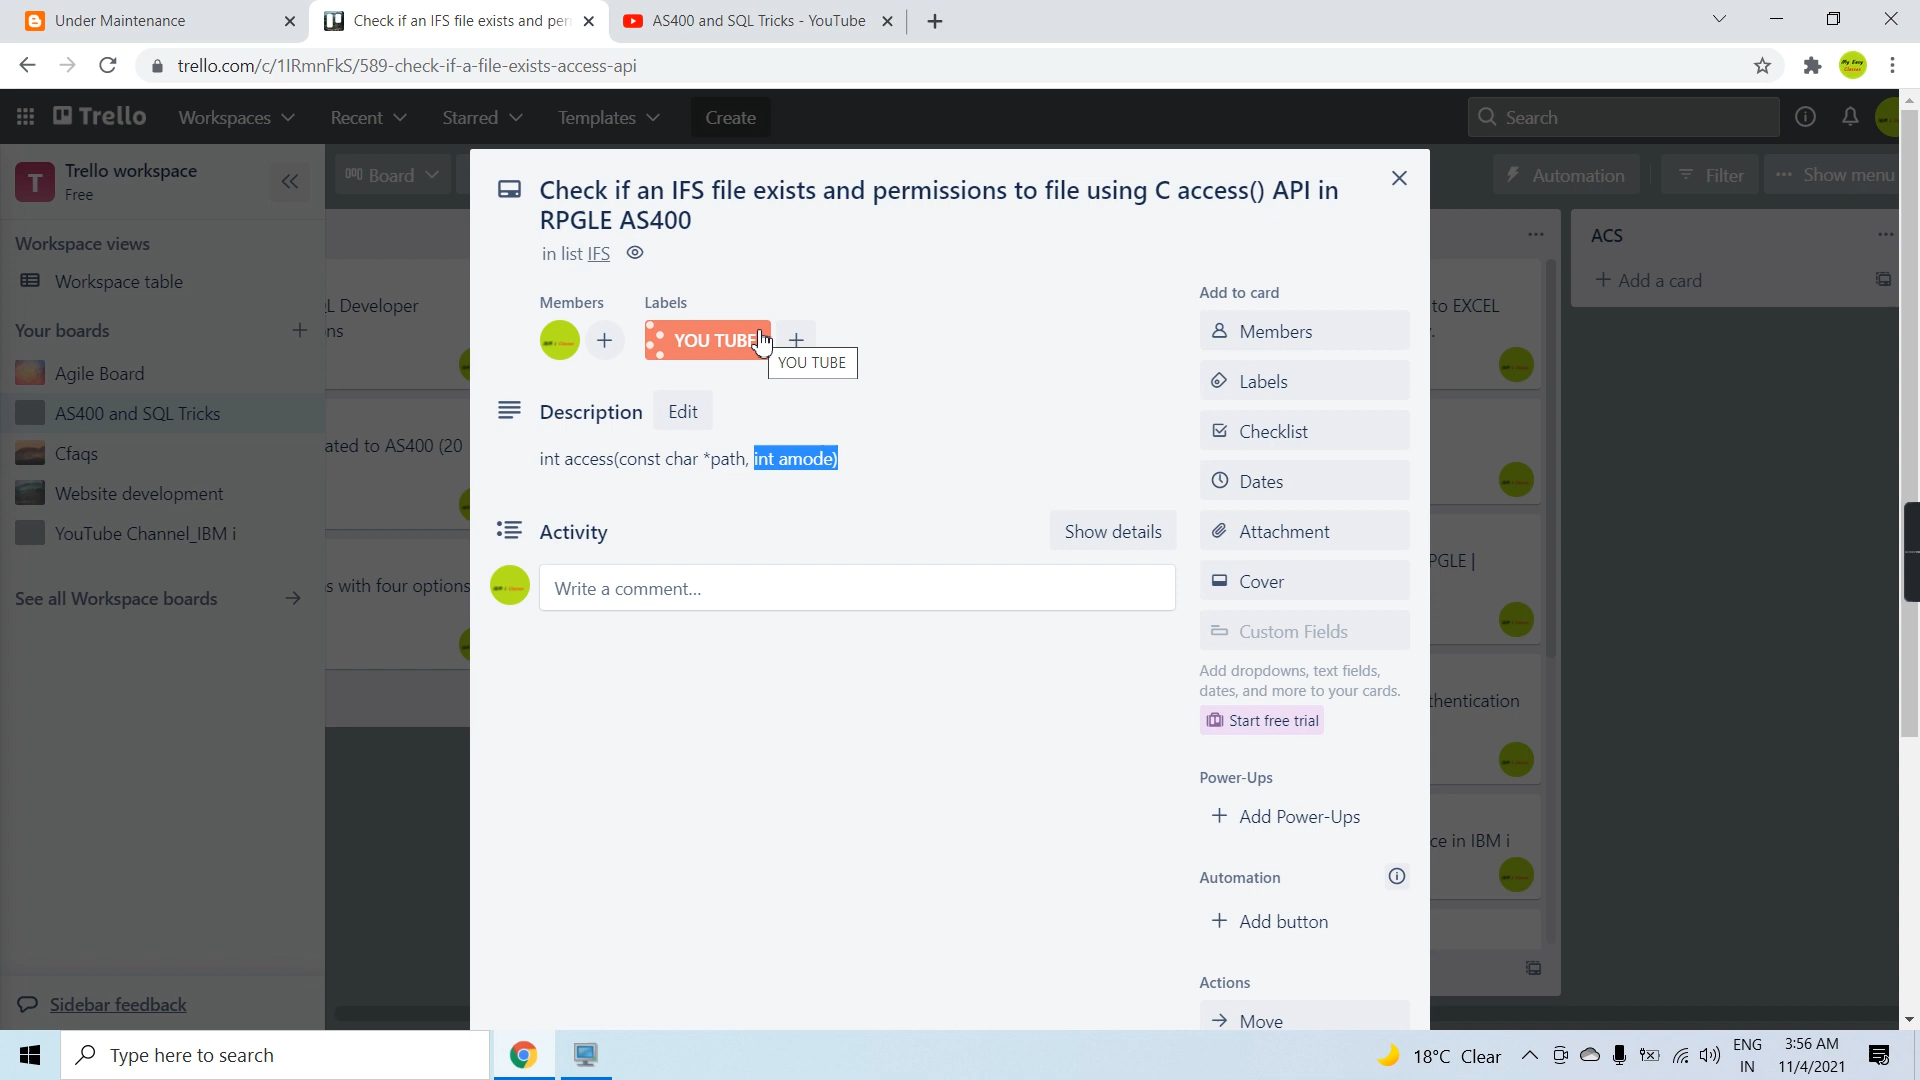 Under Maintenance
Check if an IFS file exists and per
AS400 and SQL Tricks - YouTube
trello.com/c/1IRmnFkS/589-check-if-a-file-exists-access-api
Trello
Workspaces
Recent
Starred
Templates
Create
Search
T
Trello workspace
Free
Board
Automation
Filter
Show menu
Workspace views
Workspace table
Your boards
Agile Board
AS400 and SQL Tricks
Cfaqs
Website development
YouTube Channel_IBM i
See all Workspace boards
Sidebar feedback
L Developer
ns
ated to AS400 (20
s with four options
Check if an IFS file exists and permissions to file using C access() API in
RPGLE AS400
in list IFS
Members
Labels
YOU TUBE
YOU TUBE
Description
Edit
int access(const char *path, int amode)
Activity
Show details
Write a comment...
Add to card
Members
Labels
Checklist
Dates
Attachment
Cover
Custom Fields
Add dropdowns, text fields,
dates, and more to your cards.
Start free trial
Power-Ups
+ Add Power-Ups
Automation
+ Add button
Actions
Move
to EXCEL
PGLE |
hentication
ce in IBM i
ACS
+ Add a card
Type here to search
18°C Clear
ENG
IN
3:56 AM
11/4/2021